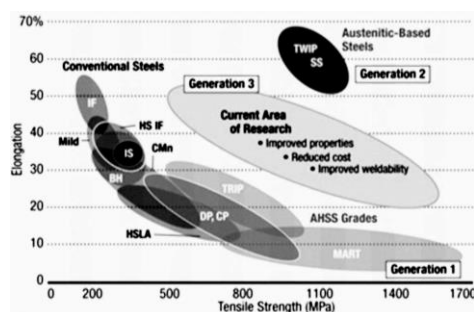 70%
60
50
40
30
20
10
0
Elongation
Conventional Steels
IF
Mild
HS IF
IS
CMn
BH
HSLA
DP, CP
TRIP
MART
AHSS Grades
Generation 1
Generation 3
Current Area
of Research
• Improved properties
• Reduced cost
• Improved weldability
TWIP
SS
Austenitic-Based
Steels
Generation 2
200
500
800
1100
1400
1700
Tensile Strength (MPa)